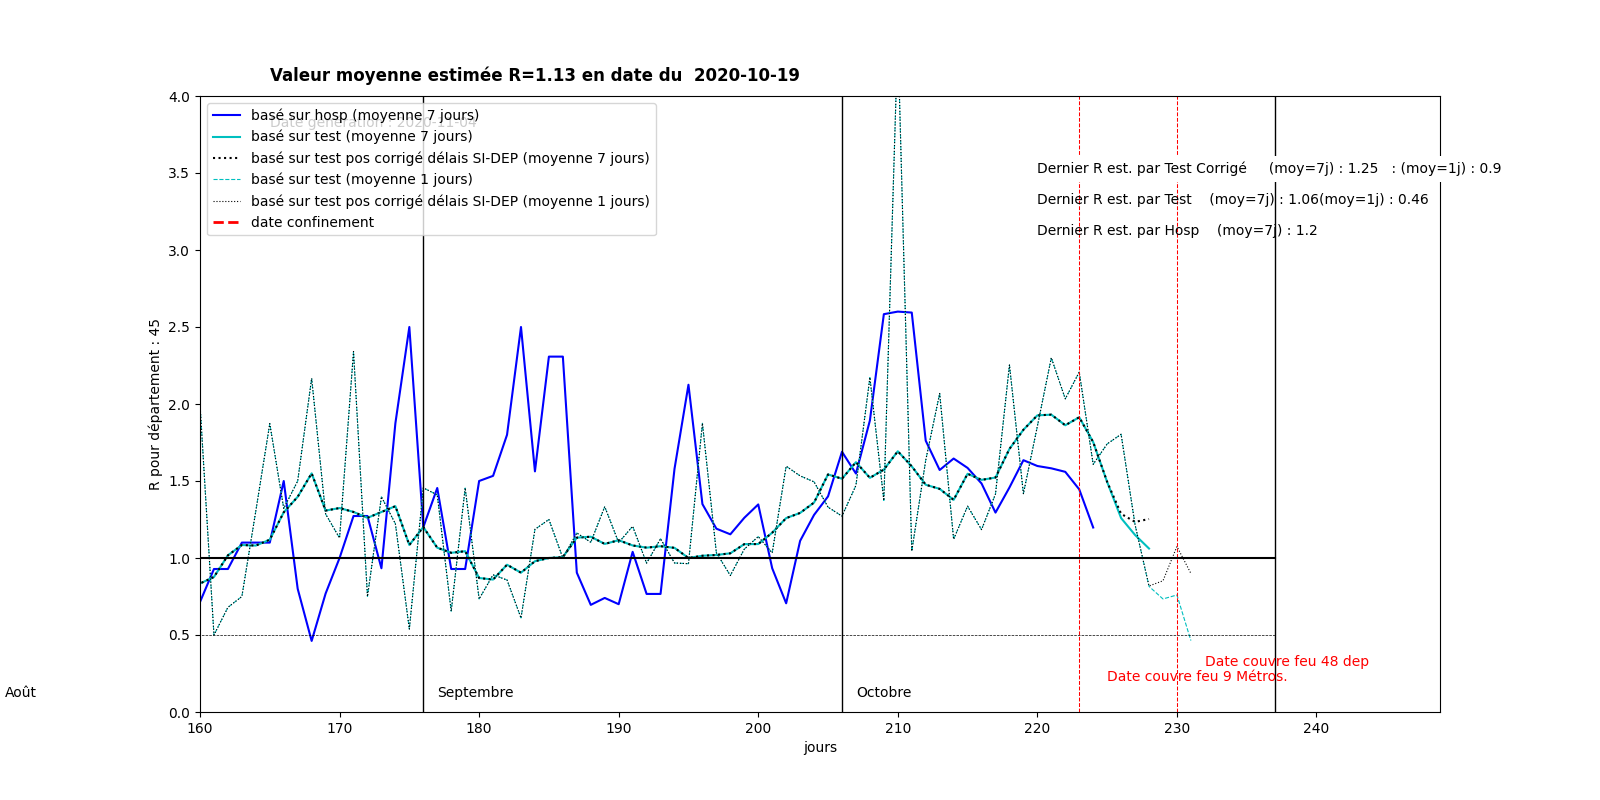 Valeur moyenne estimée R=1.13 en date du  2020-10-19
Date génération : 2020-11-04
basé sur hosp (moyenne 7 jours)
basé sur test (moyenne 7 jours)
basé sur test pos corrigé délais SI-DEP (moyenne 7 jours)
basé sur test (moyenne 1 jours)
basé sur test pos corrigé délais SI-DEP (moyenne 1 jours)
date confinement
Dernier R est. par Test Corrigé     (moy=7j) : 1.25   : (moy=1j) : 0.9
Dernier R est. par Test    (moy=7j) : 1.06(moy=1j) : 0.46
Dernier R est. par Hosp    (moy=7j) : 1.2
R pour département : 45
4.0
3.5
3.0
2.5
2.0
1.5
1.0
0.5
0.0
Date couvre feu 48 dep
Date couvre feu 9 Métros.
Août
Septembre
Octobre
160 170 180 190 200 210 220 230 240
jours